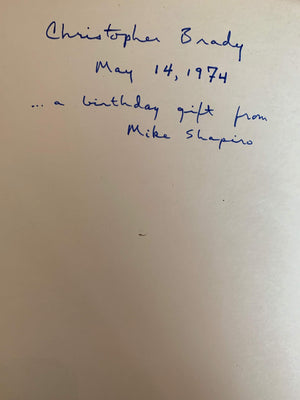 Christopher Brady
May 14, 1974
... a birthday gift from
Mike Shapiro